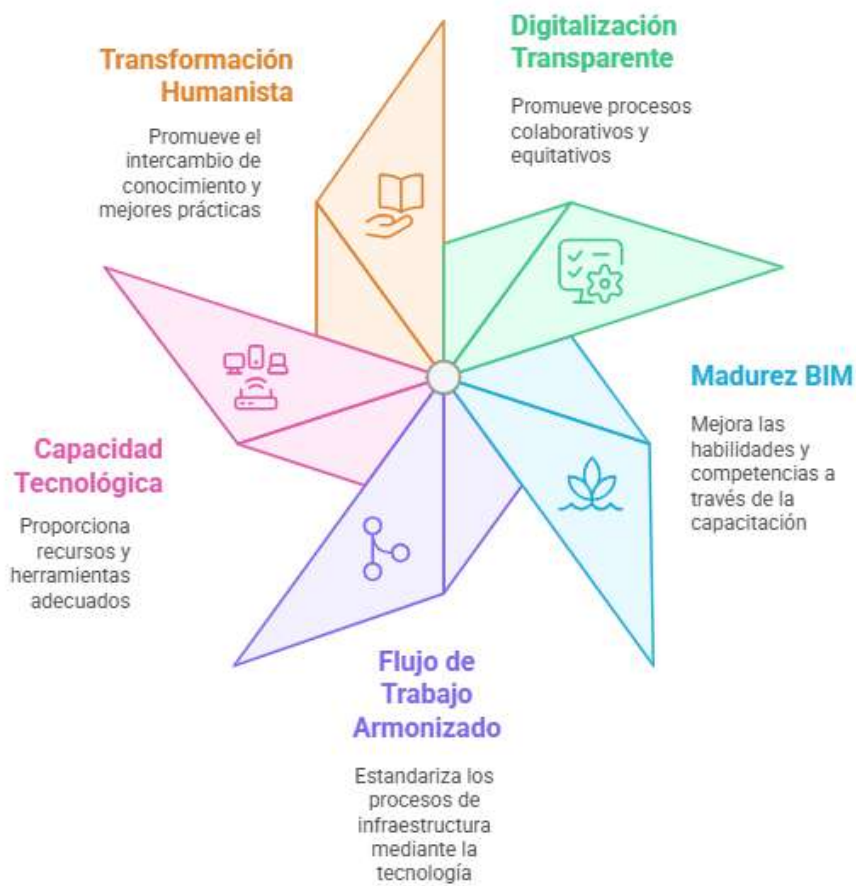 Transformación
Humanista
Promueve el
intercambio de
conocimiento y
mejores prácticas
Digitalización
Transparente
Promueve procesos
colaborativos y
equitativos
Madurez BIM
Mejora las
habilidades y
competencias a
través de la
capacitación
Capacidad
Tecnológica
Proporciona
recursos y
herramientas
adecuados
Flujo de
Trabajo
Armonizado
Estandariza los
procesos de
infraestructura
mediante la
tecnología